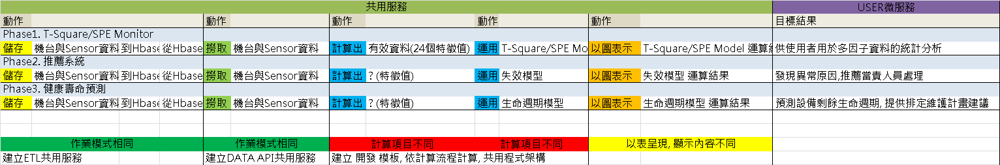 共用服務 USER微服務
動作 動作 動作 動作 動作 目標結果
Phase1. T-Square/SPE Monitor
儲存 機台與Sensor資料 到Hbase 從Hbase 撈取 機台與Sensor資料 計算出 有效資料(24個特徵值) 運用 T-Square/SPE Mo 以圖表示 T-Square/SPE Model 運算 供使用者用於多因子資料的統計分析
Phase2. 推薦系統
儲存 機台與Sensor資料 到Hbase 從Hbase 撈取 機台與Sensor資料 計算出 ? (特徵值) 運用 失效模型 以圖表示 失效模型 運算結果 發現異常原因,推薦當責人員處理
Phase3. 健康壽命預測
儲存 機台與Sensor資料 到Hbase 從Hbase 撈取 機台與Sensor資料 計算出 ? (特徵值) 運用 生命週期模型 以圖表示 生命週期模型 運算結果 預測設備剩餘生命週期, 提供排定維護計畫建議
作業模式相同 作業模式相同 計算項目不同 計算項目不同 以表呈現, 顯示內容不同
建立ETL共用服務 建立DATA API共用服務 建立 開發 模板, 依計算流程計算, 共用程式架構